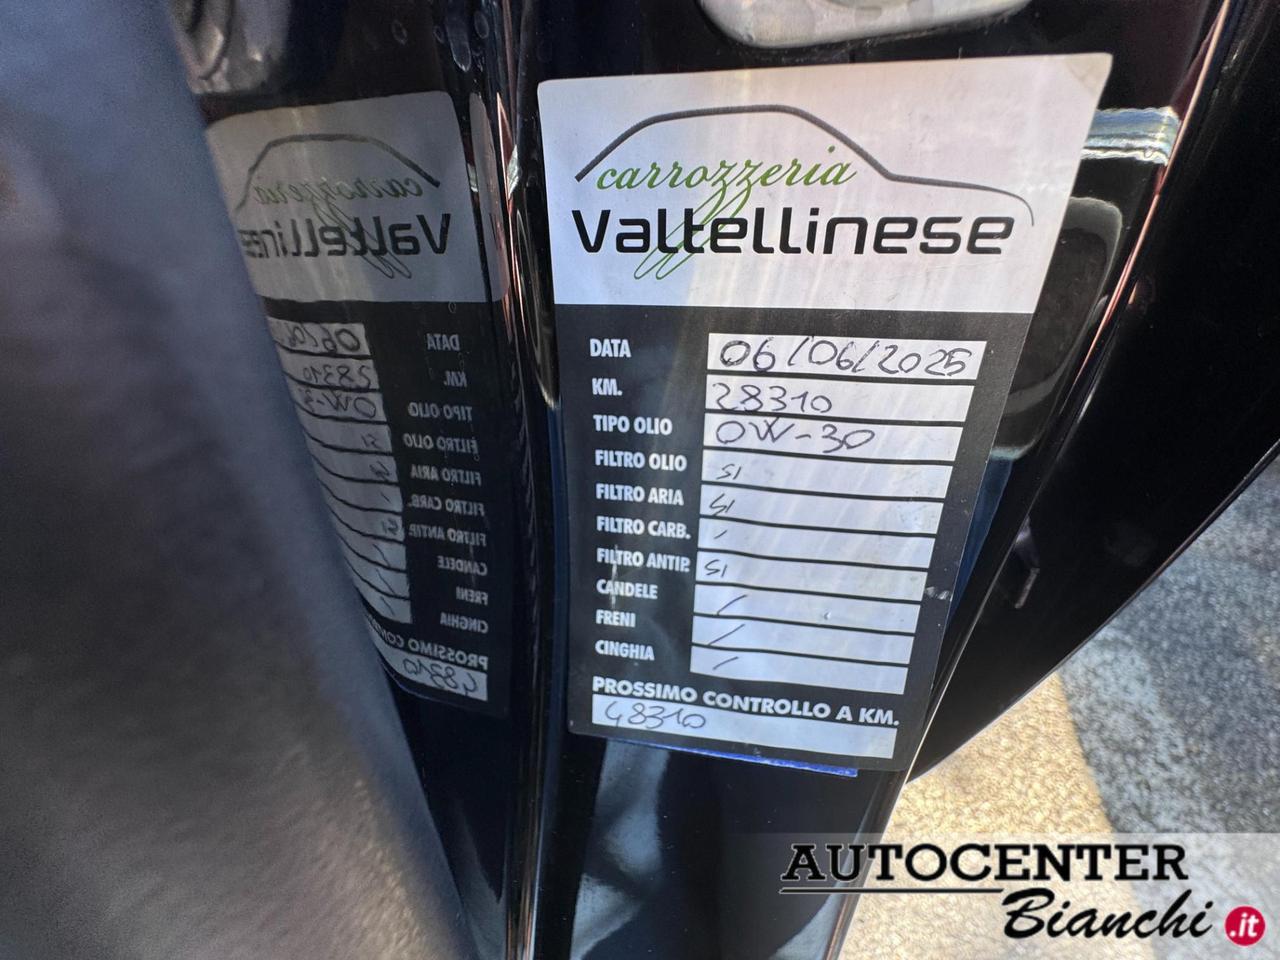 carrozzeria
Valtellinese
DATA 06/06/2025
KM. 28310
TIPO OLIO 0W-30
FILTRO OLIO SI
FILTRO ARIA SI
FILTRO CARB. /
FILTRO ANTIP. SI
CANDELE /
FRENI /
CINGHIA /
PROSSIMO CONTROLLO A KM.
48310
AUTOCENTER
Bianchi.it